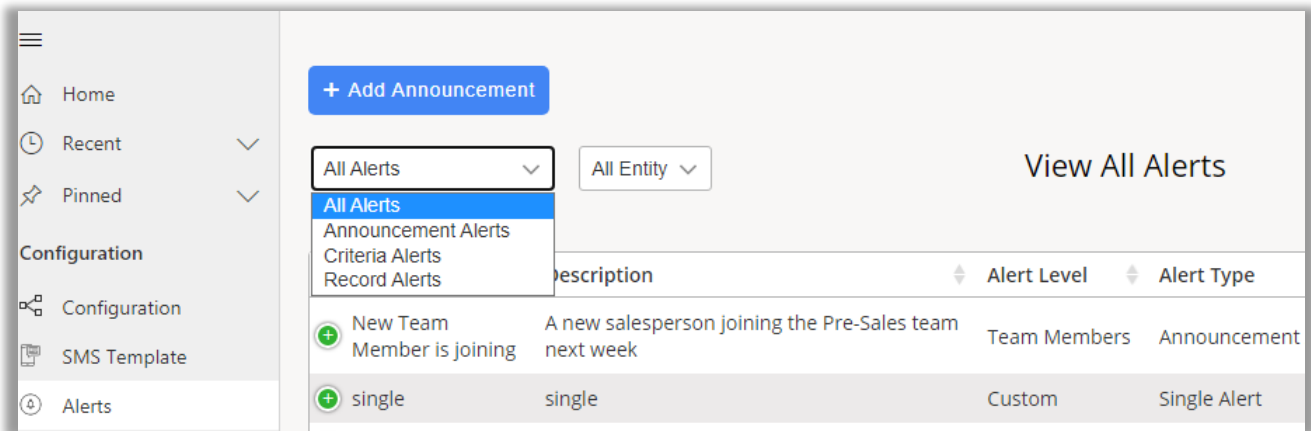 Home
Recent
Pinned
Configuration
Configuration
SMS Template
Alerts
+ Add Announcement
All Alerts
All Entity
View All Alerts
All Alerts
Announcement Alerts
Criteria Alerts
Record Alerts
Description
Alert Level
Alert Type
New Team
Member is joining
A new salesperson joining the Pre-Sales team
next week
Team Members
Announcement
single
single
Custom
Single Alert